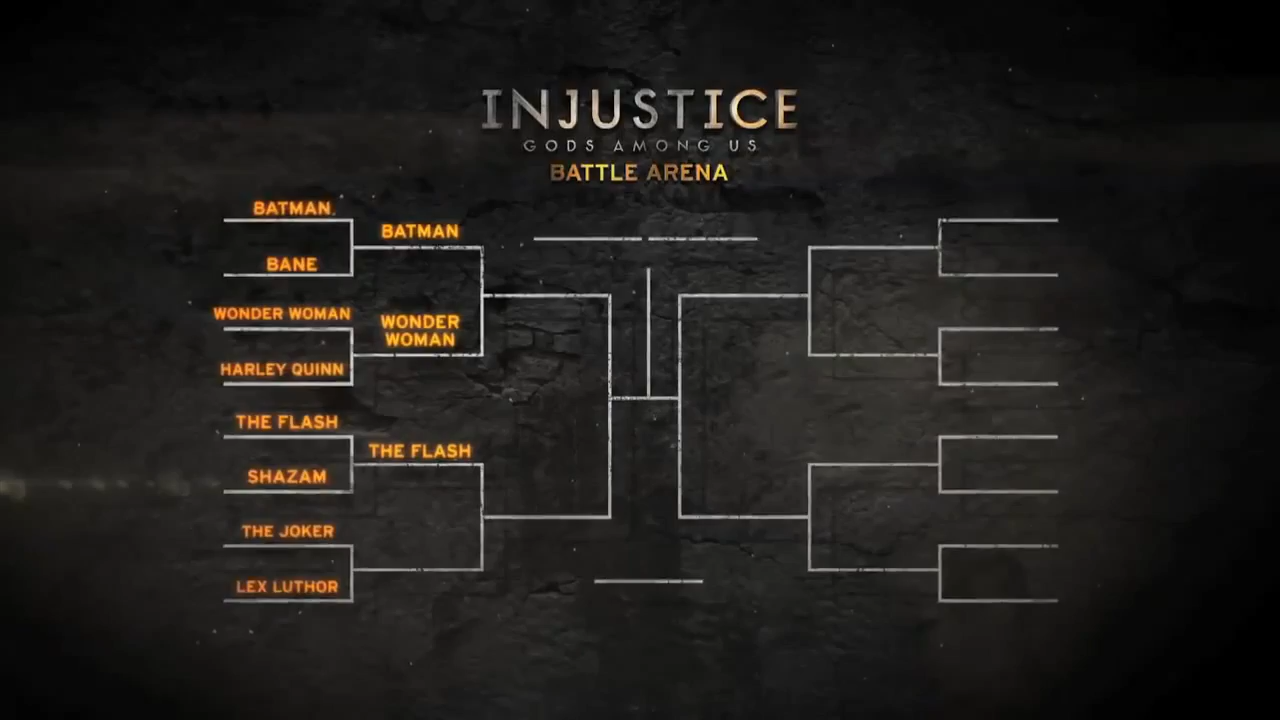 INJUSTICE
GODS AMONG US
BATTLE ARENA
BATMAN
BATMAN
BANE
WONDER WOMAN
WONDER
WOMAN
HARLEY QUINN
THE FLASH
THE FLASH
SHAZAM
THE JOKER
LEX LUTHOR